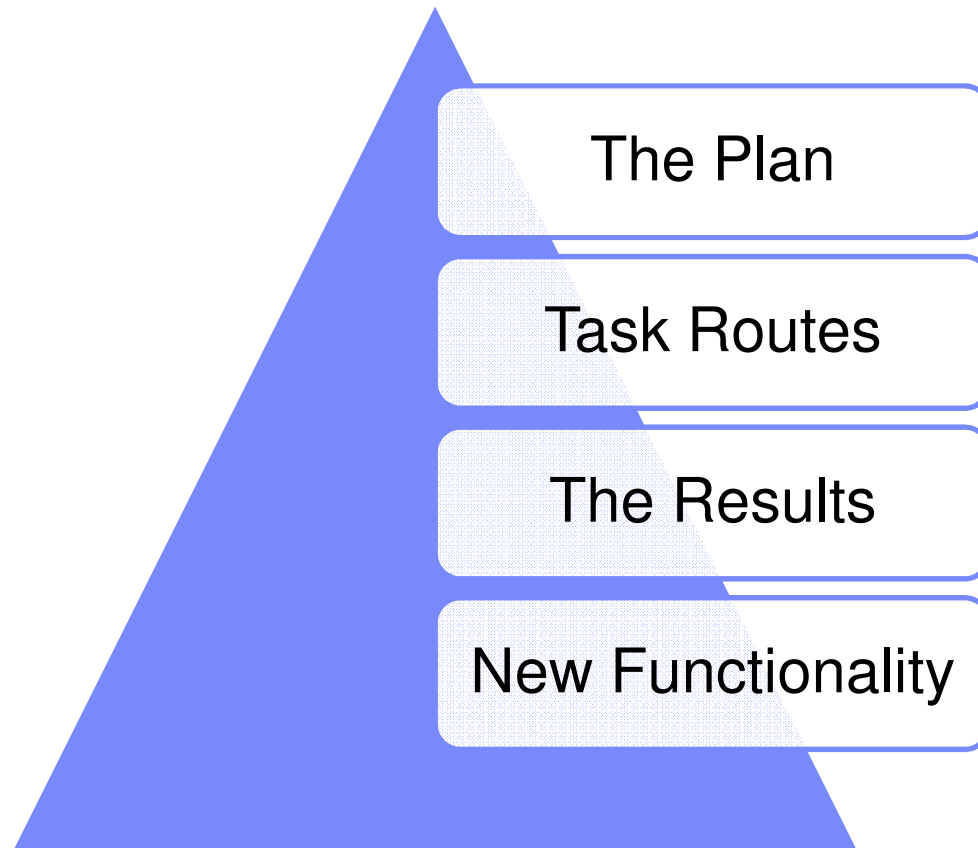 The Plan
Task Routes
The Results
New Functionality